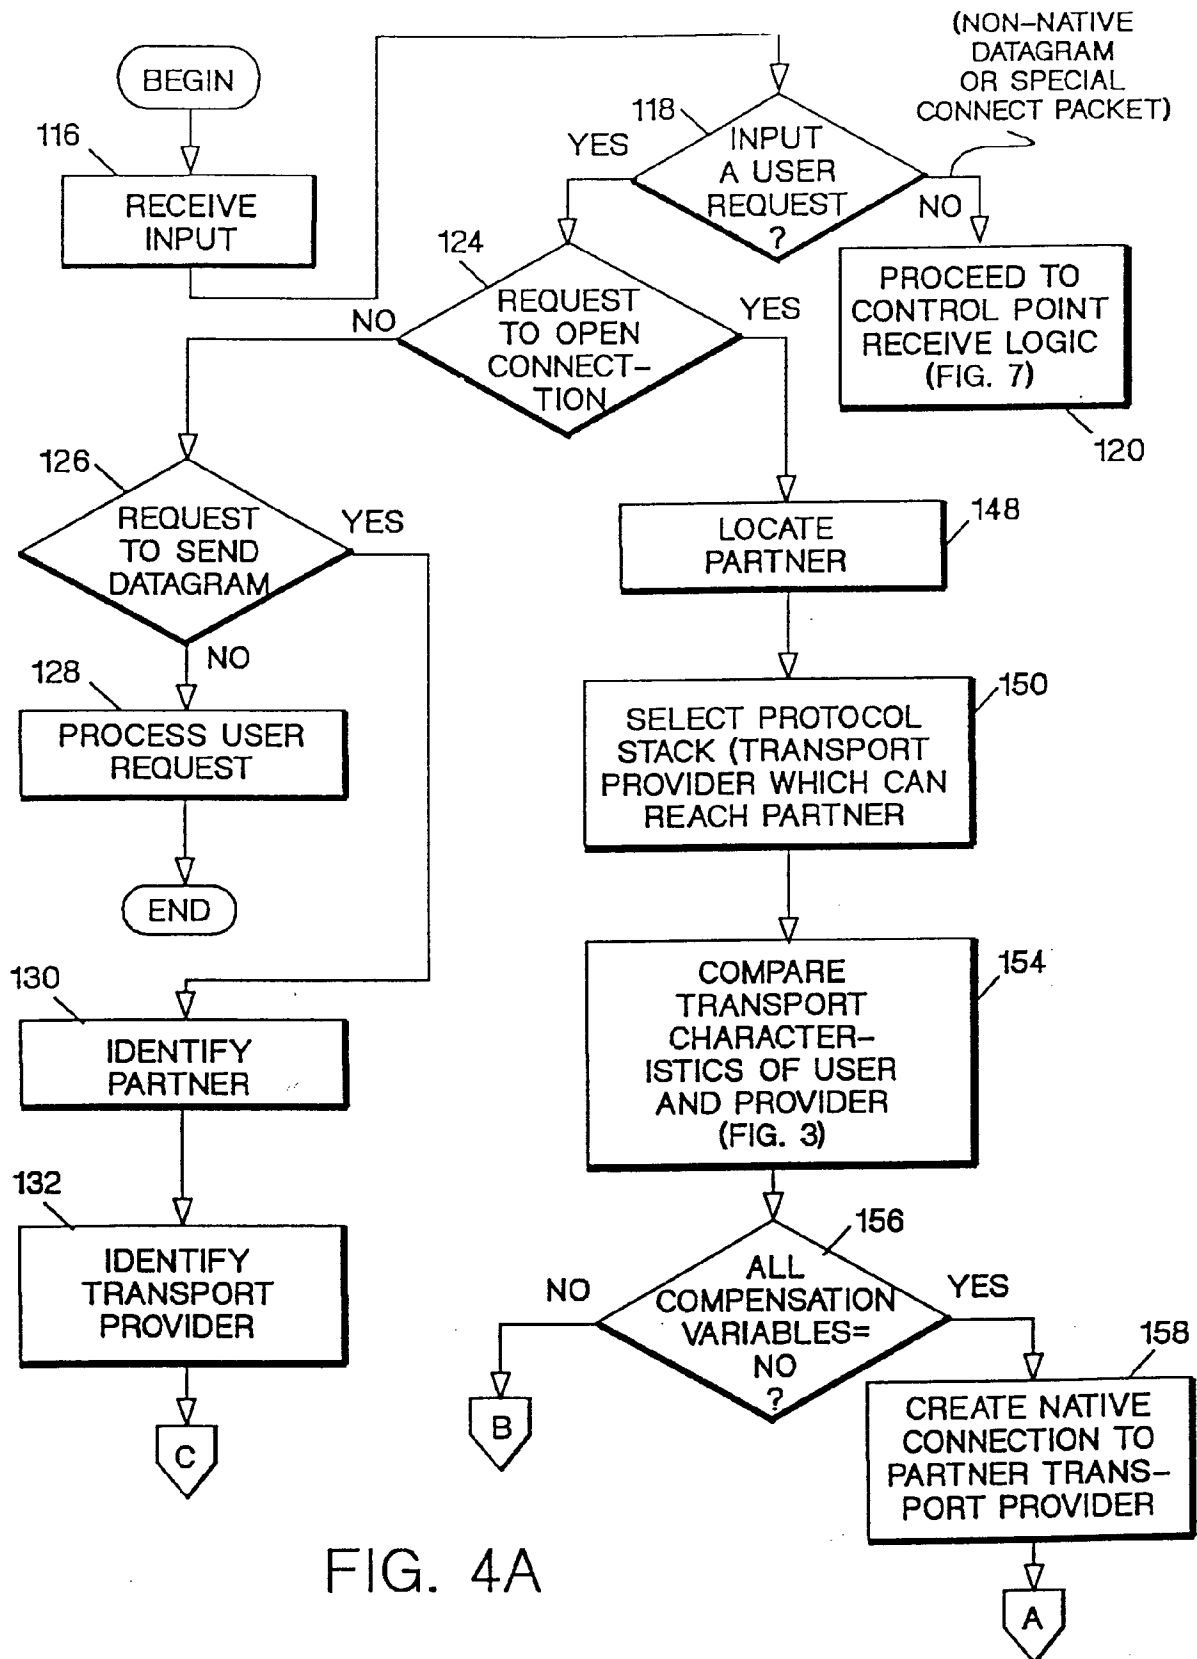 (NON-NATIVE
DATAGRAM
OR SPECIAL
CONNECT PACKET)
BEGIN
116
RECEIVE
INPUT
118
YES
INPUT
A USER
REQUEST
?
NO
PROCEED TO
CONTROL POINT
RECEIVE LOGIC
(FIG. 7)
120
124
NO
REQUEST
TO OPEN
CONNECT-
TION
YES
126
REQUEST
TO SEND
DATAGRAM
YES
NO
128
PROCESS USER
REQUEST
END
130
IDENTIFY
PARTNER
132
IDENTIFY
TRANSPORT
PROVIDER
C
148
LOCATE
PARTNER
150
SELECT PROTOCOL
STACK (TRANSPORT
PROVIDER WHICH CAN
REACH PARTNER
154
COMPARE
TRANSPORT
CHARACTER-
ISTICS OF USER
AND PROVIDER
(FIG. 3)
156
NO
ALL
COMPENSATION
VARIABLES=
NO
?
YES
B
158
CREATE NATIVE
CONNECTION TO
PARTNER TRANS-
PORT PROVIDER
A
FIG. 4A